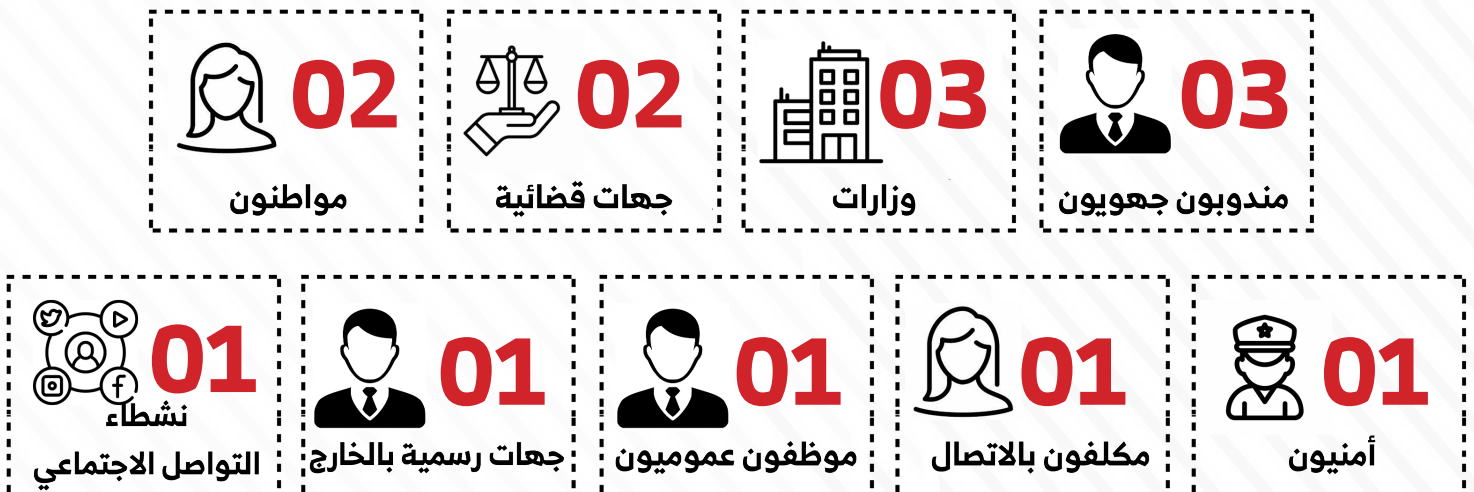 03
مندوبون جهويون
03
وزارات
02
جهات قضائية
02
مواطنون
01
أمنيون
01
مكلفون بالاتصال
01
موظفون عموميون
01
جهات رسمية بالخارج
01
نشطاء
التواصل الاجتماعي